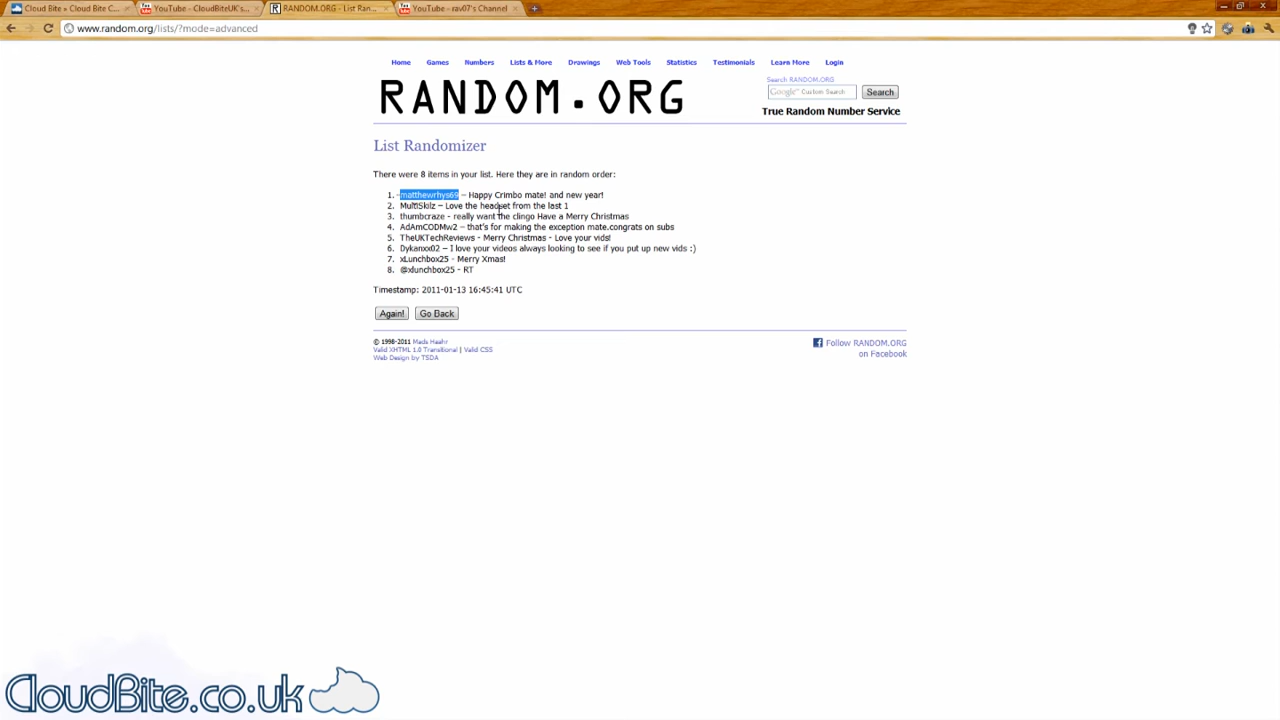 Cloud Bite « Cloud Bite C...
YouTube - CloudBiteUK's...
RANDOM.ORG - List Ran...
YouTube - rav07's Channel
www.random.org/lists/?mode=advanced
Home Games Numbers Lists & More Drawings Web Tools Statistics Testimonials Learn More Login
RANDOM.ORG
Search RANDOM.ORG
Google™ Custom Search
Search
True Random Number Service
List Randomizer
There were 8 items in your list. Here they are in random order:
1. matthewrhys69 – Happy Crimbo mate! and new year!
2. MultiSkilz – Love the headset from the last 1
3. thumbcraze - really want the clingo Have a Merry Christmas
4. AdAmCODMw2 – that's for making the exception mate.congrats on subs
5. TheUKTechReviews - Merry Christmas - Love your vids!
6. Dykanxx02 – I love your videos always looking to see if you put up new vids :)
7. xLunchbox25 - Merry Xmas!
8. @xlunchbox25 - RT
Timestamp: 2011-01-13 16:45:41 UTC
Again! Go Back
© 1998-2011 Mads Haahr
Valid XHTML 1.0 Transitional | Valid CSS
Web Design by TSDA
Follow RANDOM.ORG
on Facebook
CloudBite.co.uk